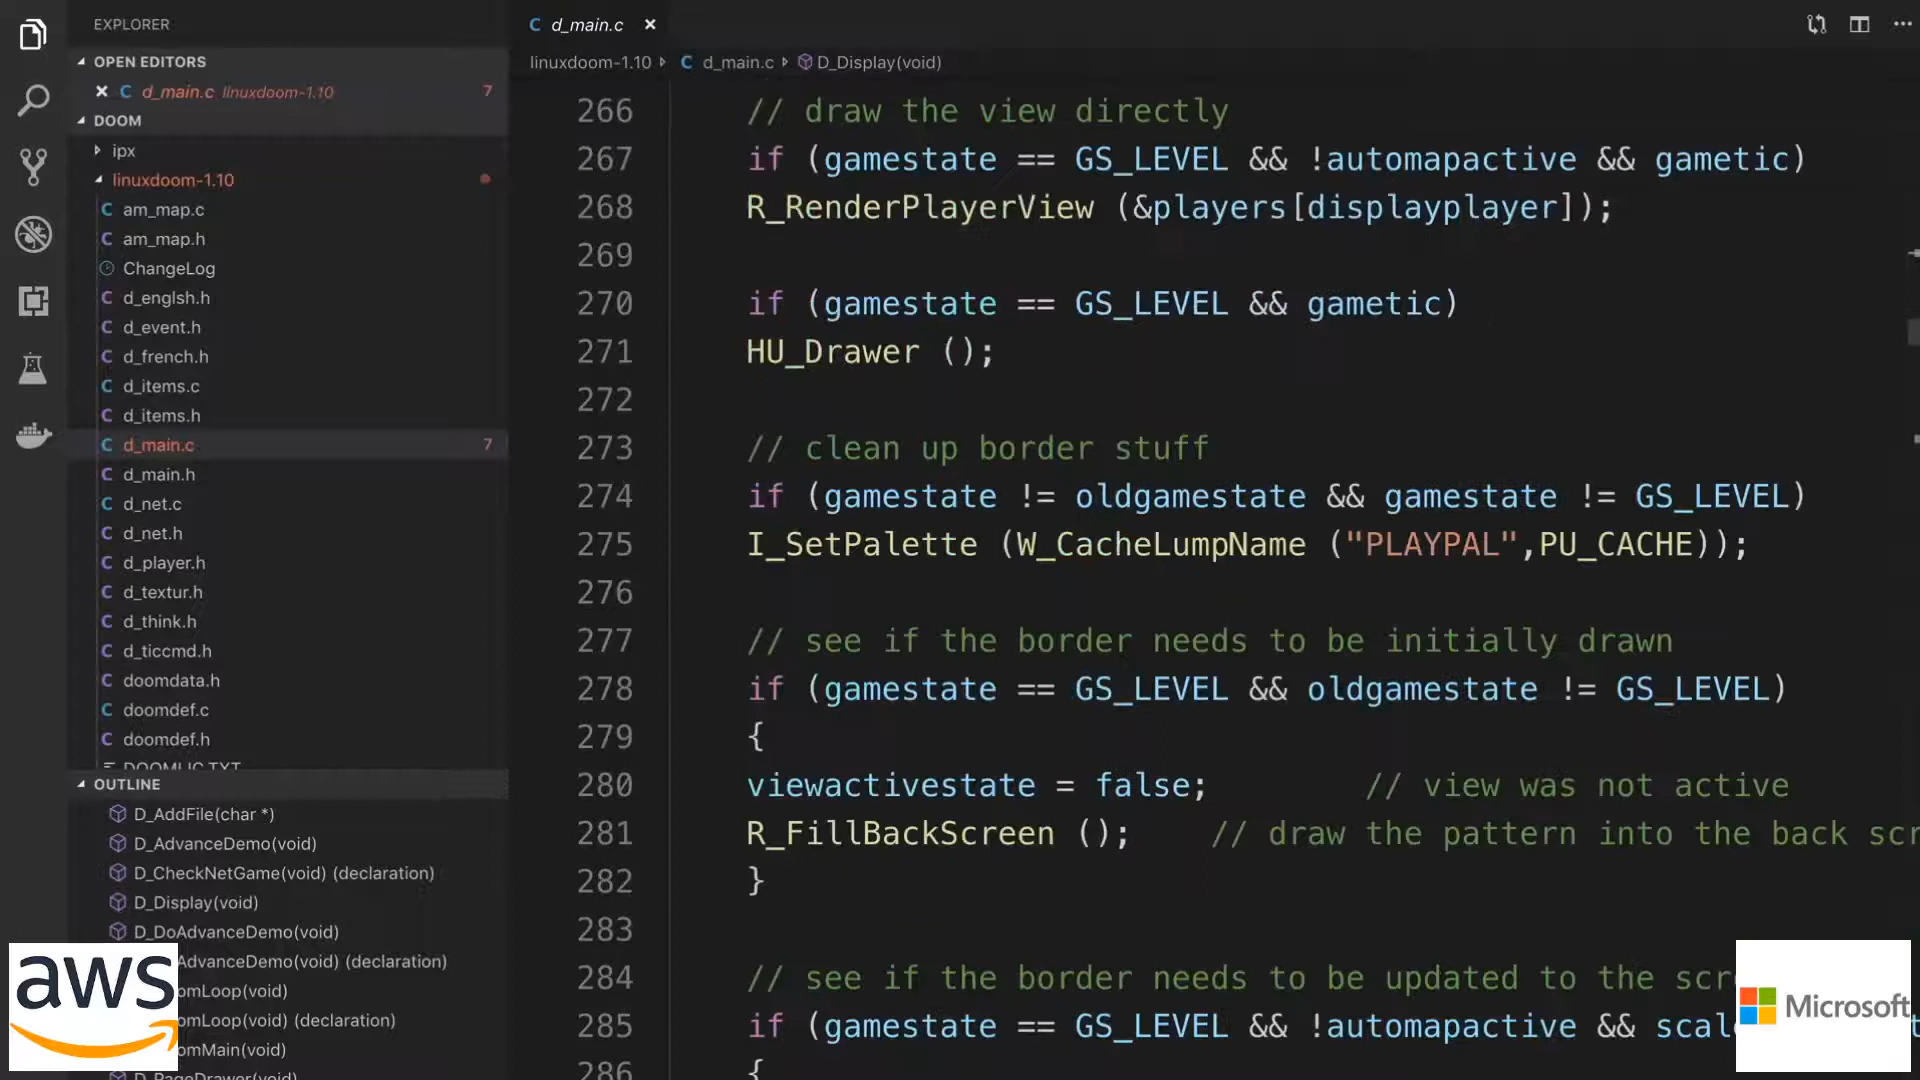 EXPLORER
OPEN EDITORS
d_main.c linuxdoom-1.10 7
DOOM
ipx
linuxdoom-1.10
am_map.c
am_map.h
ChangeLog
d_englsh.h
d_event.h
d_french.h
d_items.c
d_items.h
d_main.c 7
d_main.h
d_net.c
d_net.h
d_player.h
d_textur.h
d_think.h
d_ticcmd.h
doomdata.h
doomdef.c
doomdef.h
DOOMLIC.TXT
OUTLINE
D_AddFile(char *)
D_AdvanceDemo(void)
D_CheckNetGame(void) (declaration)
D_Display(void)
D_DoAdvanceDemo(void)
AdvanceDemo(void) (declaration)
omLoop(void)
omLoop(void) (declaration)
omMain(void)
D_PageDrawer(void)
aws
d_main.c
linuxdoom-1.10 d_main.c D_Display(void)
266 // draw the view directly
267 if (gamestate == GS_LEVEL && !automapactive && gametic)
268 R_RenderPlayerView (&players[displayplayer]);
269
270 if (gamestate == GS_LEVEL && gametic)
271 HU_Drawer ();
272
273 // clean up border stuff
274 if (gamestate != oldgamestate && gamestate != GS_LEVEL)
275 I_SetPalette (W_CacheLumpName ("PLAYPAL",PU_CACHE));
276
277 // see if the border needs to be initially drawn
278 if (gamestate == GS_LEVEL && oldgamestate != GS_LEVEL)
279 {
280 viewactivestate = false; // view was not active
281 R_FillBackScreen (); // draw the pattern into the back scr
282 }
283
284 // see if the border needs to be updated to the scr
285 if (gamestate == GS_LEVEL && !automapactive && scal
286 {
Microsoft